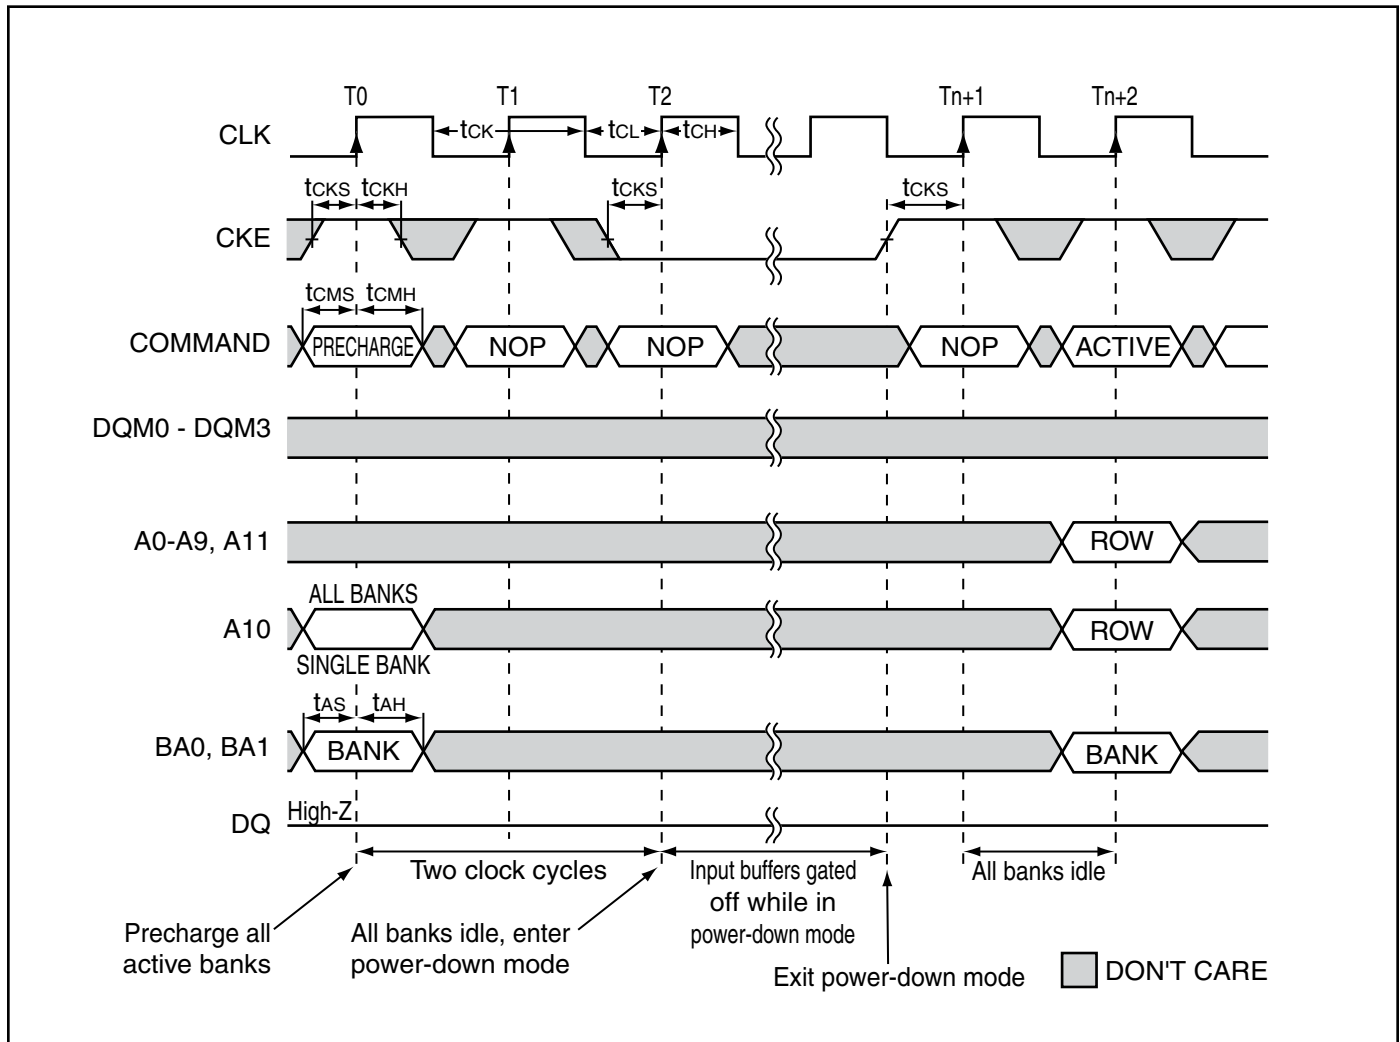 T0 T1 T2 Tn+1 Tn+2
CLK tCK tCL tCH
tCKS tCKH tCKS tCKS
CKE
tCMS tCMH
COMMAND PRECHARGE NOP NOP NOP ACTIVE
DQM0 - DQM3
A0-A9, A11 ROW
ALL BANKS
A10 ROW
SINGLE BANK
tAS tAH
BA0, BA1 BANK BANK
High-Z
DQ
Two clock cycles
Input buffers gated
off while in
power-down mode
All banks idle
Precharge all
active banks
All banks idle, enter
power-down mode
Exit power-down mode
DON'T CARE